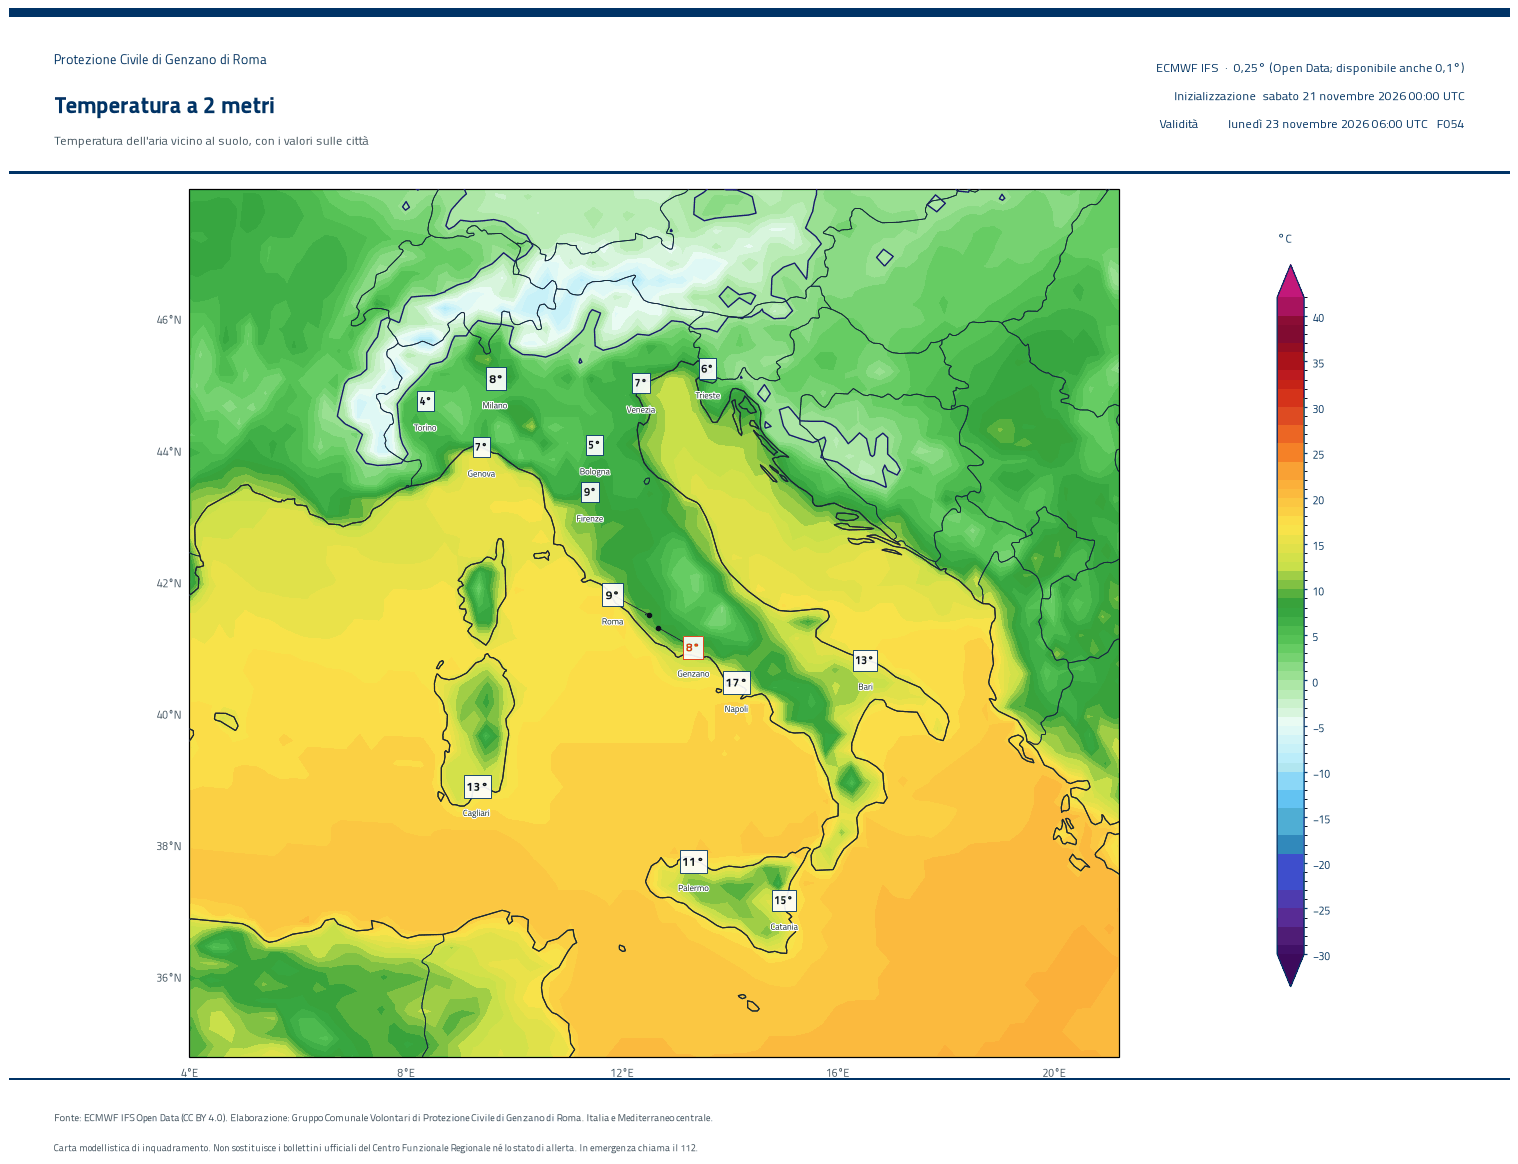 Protezione Civile di Genzano di Roma
Temperatura a 2 metri
Temperatura dell'aria vicino al suolo, con i valori sulle città
ECMWF IFS · 0,25° (Open Data; disponibile anche 0,1°)
Inizializzazione sabato 21 novembre 2026 00:00 UTC
Validità lunedì 23 novembre 2026 06:00 UTC F054
°C
40
35
30
25
20
15
10
5
0
−5
−10
−15
−20
−25
−30
46°N
44°N
42°N
40°N
38°N
36°N
4°E
8°E
12°E
16°E
20°E
6°
Trieste
7°
Venezia
8°
Milano
4°
Torino
7°
Genova
5°
Bologna
9°
Firenze
9°
Roma
8°
Genzano
17°
Napoli
13°
Bari
13°
Cagliari
11°
Palermo
15°
Catania
Fonte: ECMWF IFS Open Data (CC BY 4.0). Elaborazione: Gruppo Comunale Volontari di Protezione Civile di Genzano di Roma. Italia e Mediterraneo centrale.
Carta modellistica di inquadramento. Non sostituisce i bollettini ufficiali del Centro Funzionale Regionale né lo stato di allerta. In emergenza chiama il 112.